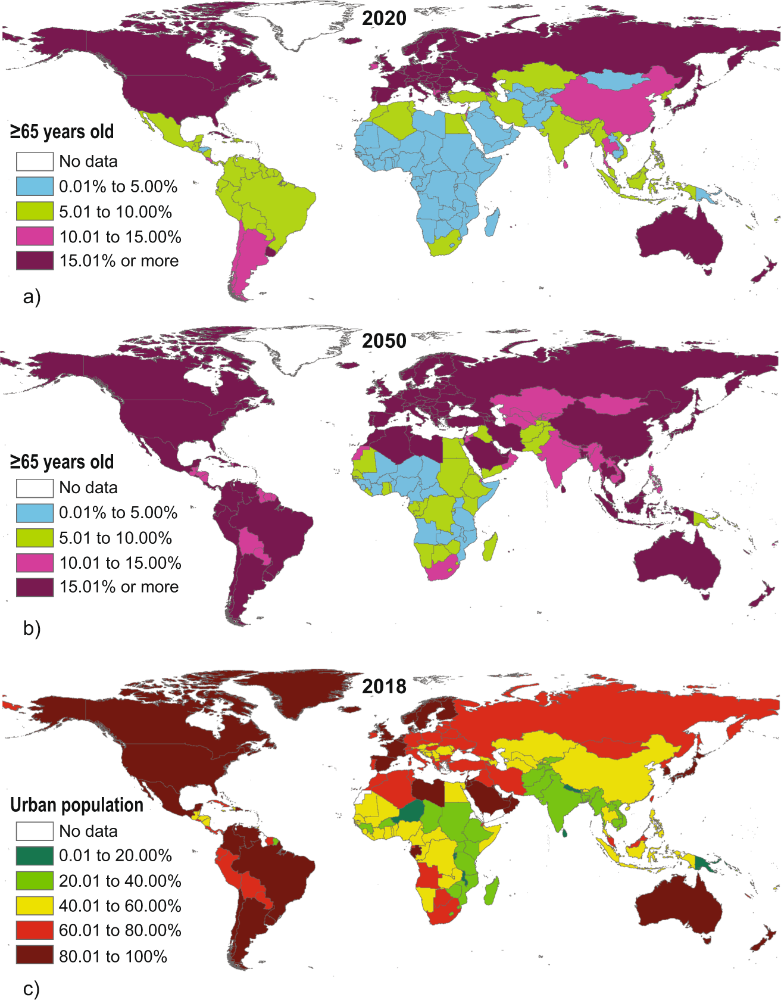 2020
≥65 years old
No data
0.01% to 5.00%
5.01 to 10.00%
10.01 to 15.00%
15.01% or more
a)
2050
≥65 years old
No data
0.01% to 5.00%
5.01 to 10.00%
10.01 to 15.00%
15.01% or more
b)
2018
Urban population
No data
0.01 to 20.00%
20.01 to 40.00%
40.01 to 60.00%
60.01 to 80.00%
80.01 to 100%
c)